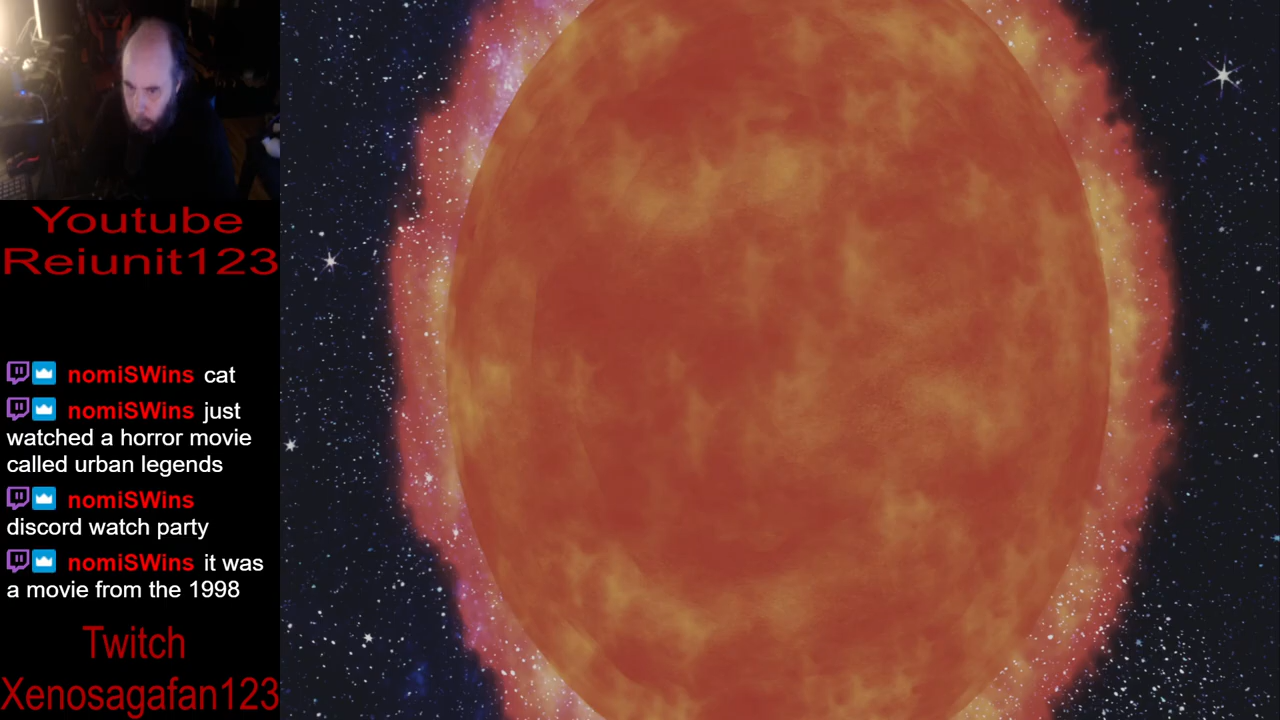 Youtube
Reiunit123
nomiSWins cat
nomiSWins just
watched a horror movie
called urban legends
nomiSWins
discord watch party
nomiSWins it was
a movie from the 1998
Twitch
Xenosagafan123